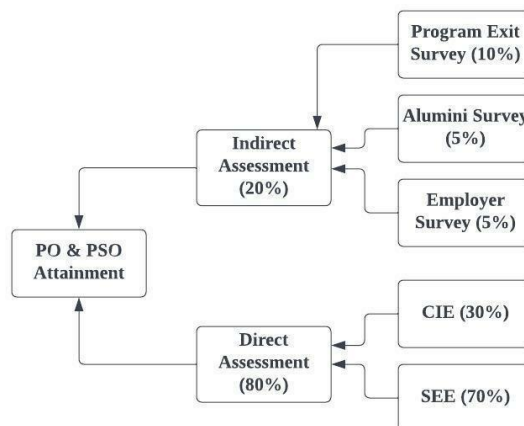 Program Exit
Survey (10%)
Alumini Survey
(5%)
Indirect
Assessment
(20%)
Employer
Survey (5%)
PO & PSO
Attainment
CIE (30%)
Direct
Assessment
(80%)
SEE (70%)